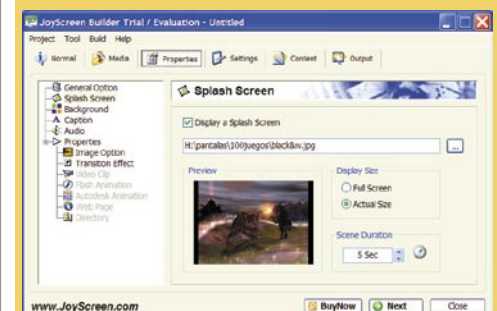 JoyScreen Builder Trial / Evaluation - Untitled
Project Tool Build Help
Normal Media Properties Settings Content Output
General Option
Splash Screen
Background
Caption
Audio
Properties
Image Option
Transition Effect
Video Clip
Flash Animation
Autodesk Animation
Web Page
Directory
Splash Screen
Display a Splash Screen
H:\pantallas\100juegos\black&w.jpg
...
Preview
Display Size
Full Screen
Actual Size
Scene Duration
5 Sec
www.JoyScreen.com
BuyNow Next Close